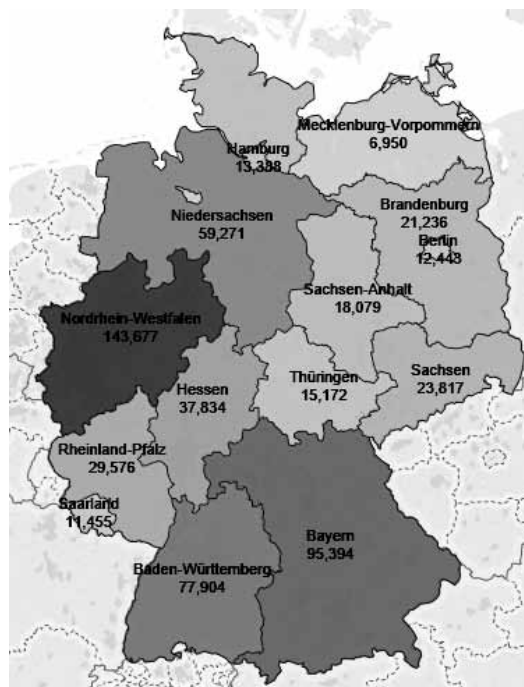 Mecklenburg-Vorpommern
6,950
Hamburg
13,388
Brandenburg
21,236
Niedersachsen
59,271
Berlin
12,443
Sachsen-Anhalt
18,079
Nordrhein-Westfalen
143,677
Sachsen
23,817
Thüringen
15,172
Hessen
37,834
Rheinland-Pfalz
29,576
Saarland
11,455
Bayern
95,394
Baden-Württemberg
77,904